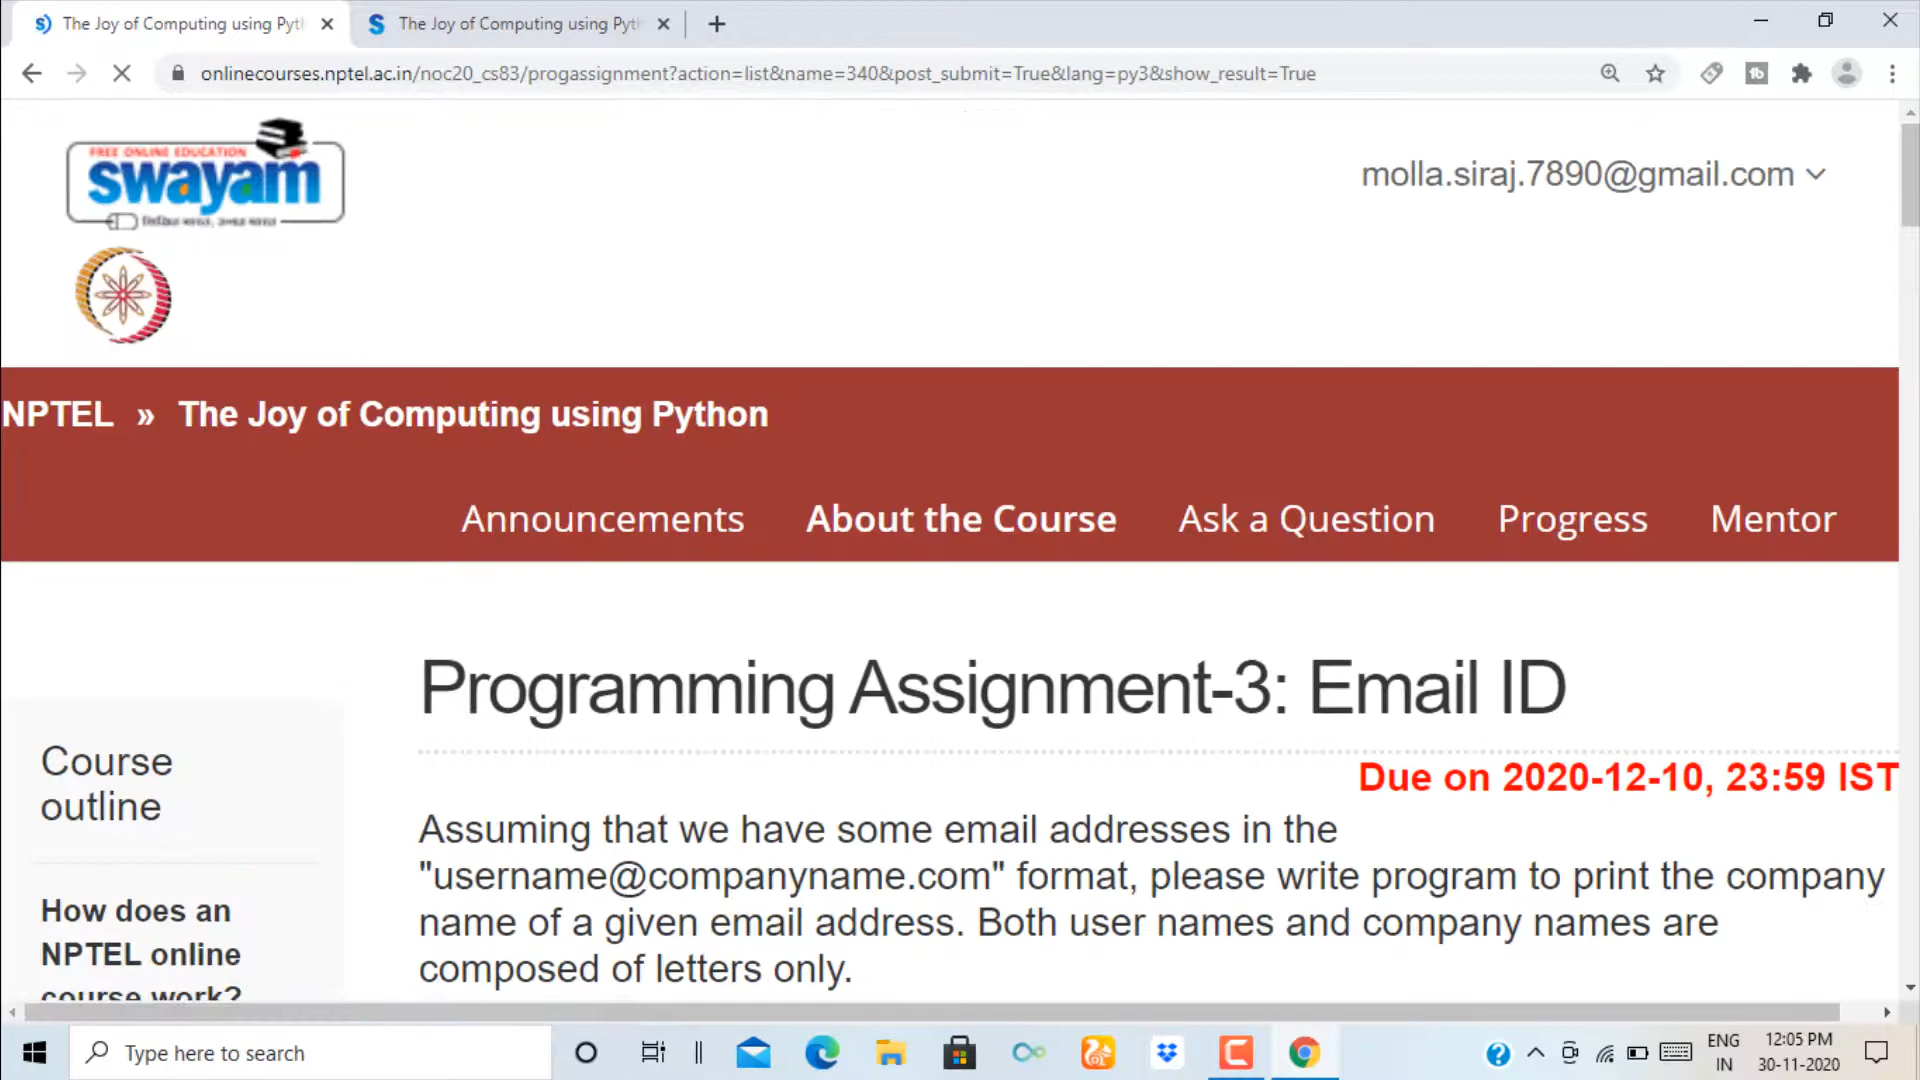 The Joy of Computing using Pyt
The Joy of Computing using Pyt
onlinecourses.nptel.ac.in/noc20_cs83/progassignment?action=list&name=340&post_submit=True&lang=py3&show_result=True
FREE ONLINE EDUCATION
swayam
molla.siraj.7890@gmail.com
NPTEL » The Joy of Computing using Python
Announcements About the Course Ask a Question Progress Mentor
Programming Assignment-3: Email ID
Due on 2020-12-10, 23:59 IST
Course
outline
Assuming that we have some email addresses in the
"username@companyname.com" format, please write program to print the company
name of a given email address. Both user names and company names are
composed of letters only.
How does an
NPTEL online
course work?
Type here to search
ENG
IN
12:05 PM
30-11-2020